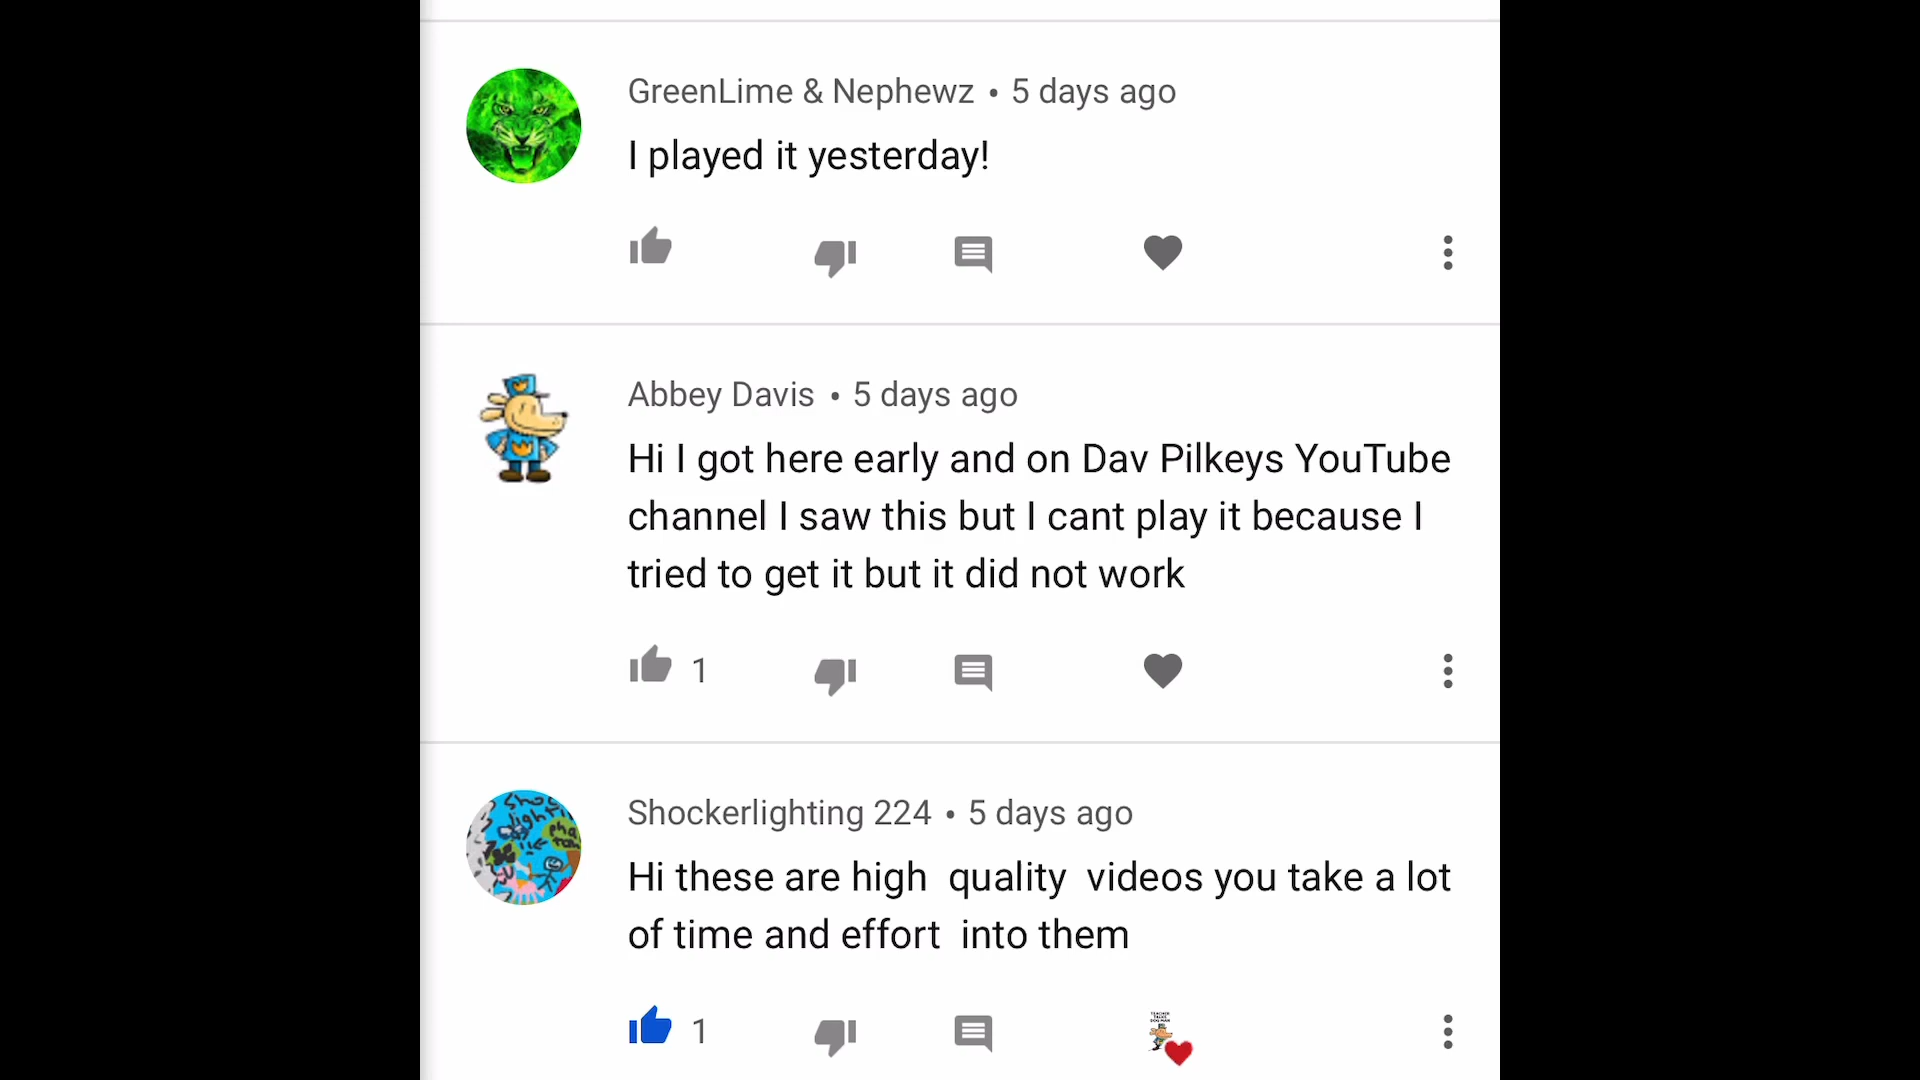 GreenLime & Nephewz • 5 days ago
I played it yesterday!
Abbey Davis • 5 days ago
Hi I got here early and on Dav Pilkeys YouTube
channel I saw this but I cant play it because I
tried to get it but it did not work
1
Shockerlighting 224 • 5 days ago
Hi these are high  quality  videos you take a lot
of time and effort  into them
1